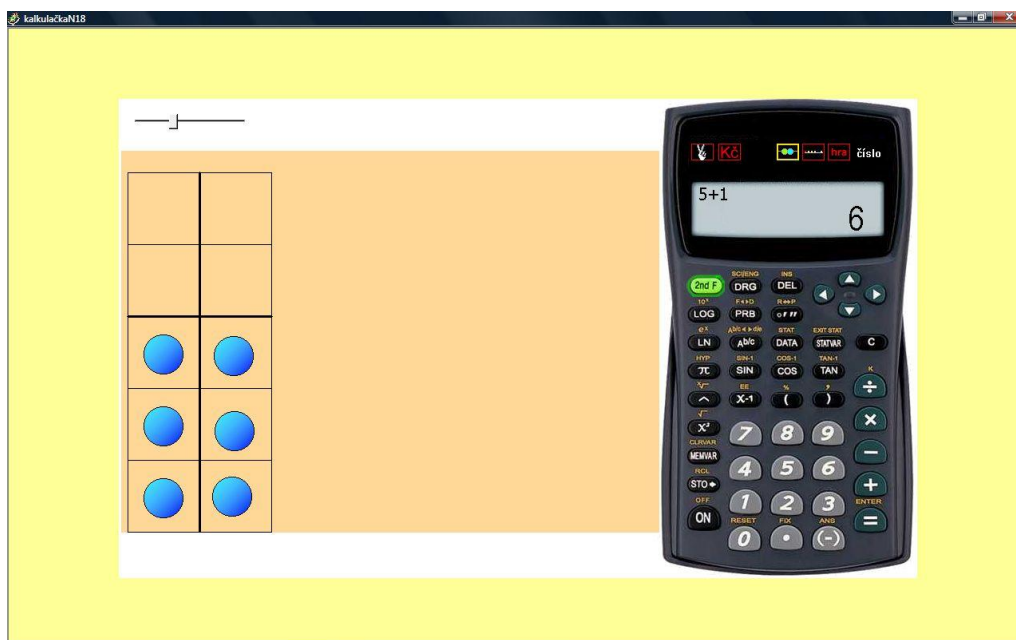 kalkulačkaN18
Kč hra číslo
5+1
6
SCI/ENG INS
2nd F DRG DEL
10ˣ F◄►D R⇔P
LOG PRB o ׳ ״
eˣ Ab/c◄►d/e STAT EXIT STAT
LN Ab/c DATA STATVAR C
HYP SIN-1 COS-1 TAN-1 K
π SIN COS TAN ÷
ˣ√‾ EE % ,
^ X-1 ( ) ×
√‾
X² 7 8 9 −
CLRVAR
MEMVAR
RCL
STO➧ 4 5 6 +
OFF ENTER
ON 1 2 3 =
RESET FIX ANS
0 • (−)